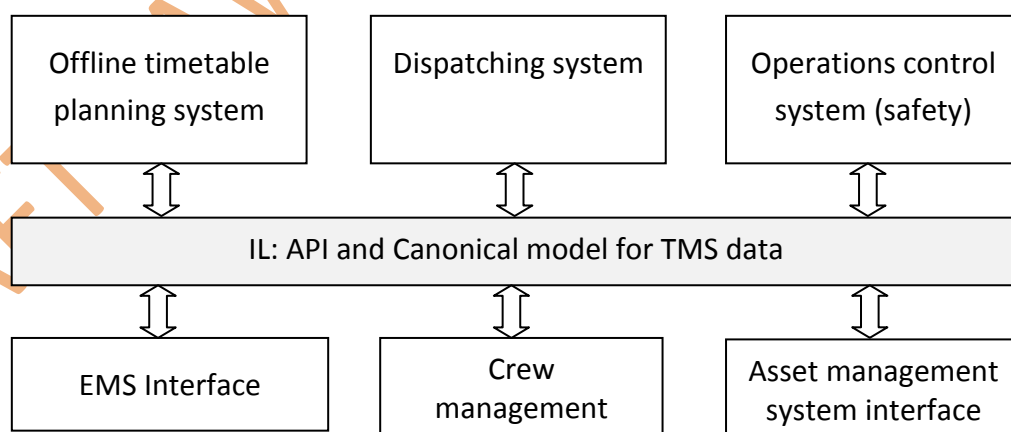 Offline timetable
planning system
Dispatching system
Operations control
system (safety)
IL: API and Canonical model for TMS data
EMS Interface
Crew
management
Asset management
system interface